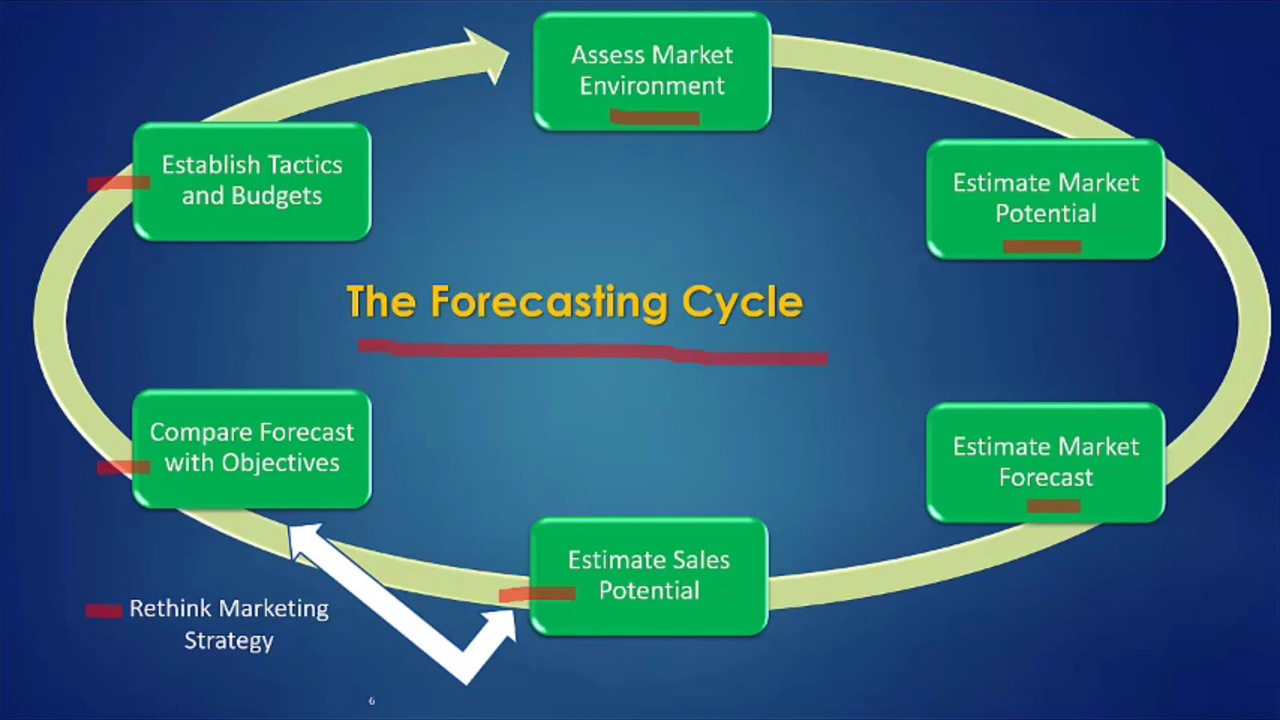 Assess Market
Environment
Estimate Market
Potential
Estimate Market
Forecast
Estimate Sales
Potential
Compare Forecast
with Objectives
Establish Tactics
and Budgets
The Forecasting Cycle
Rethink Marketing
Strategy
6